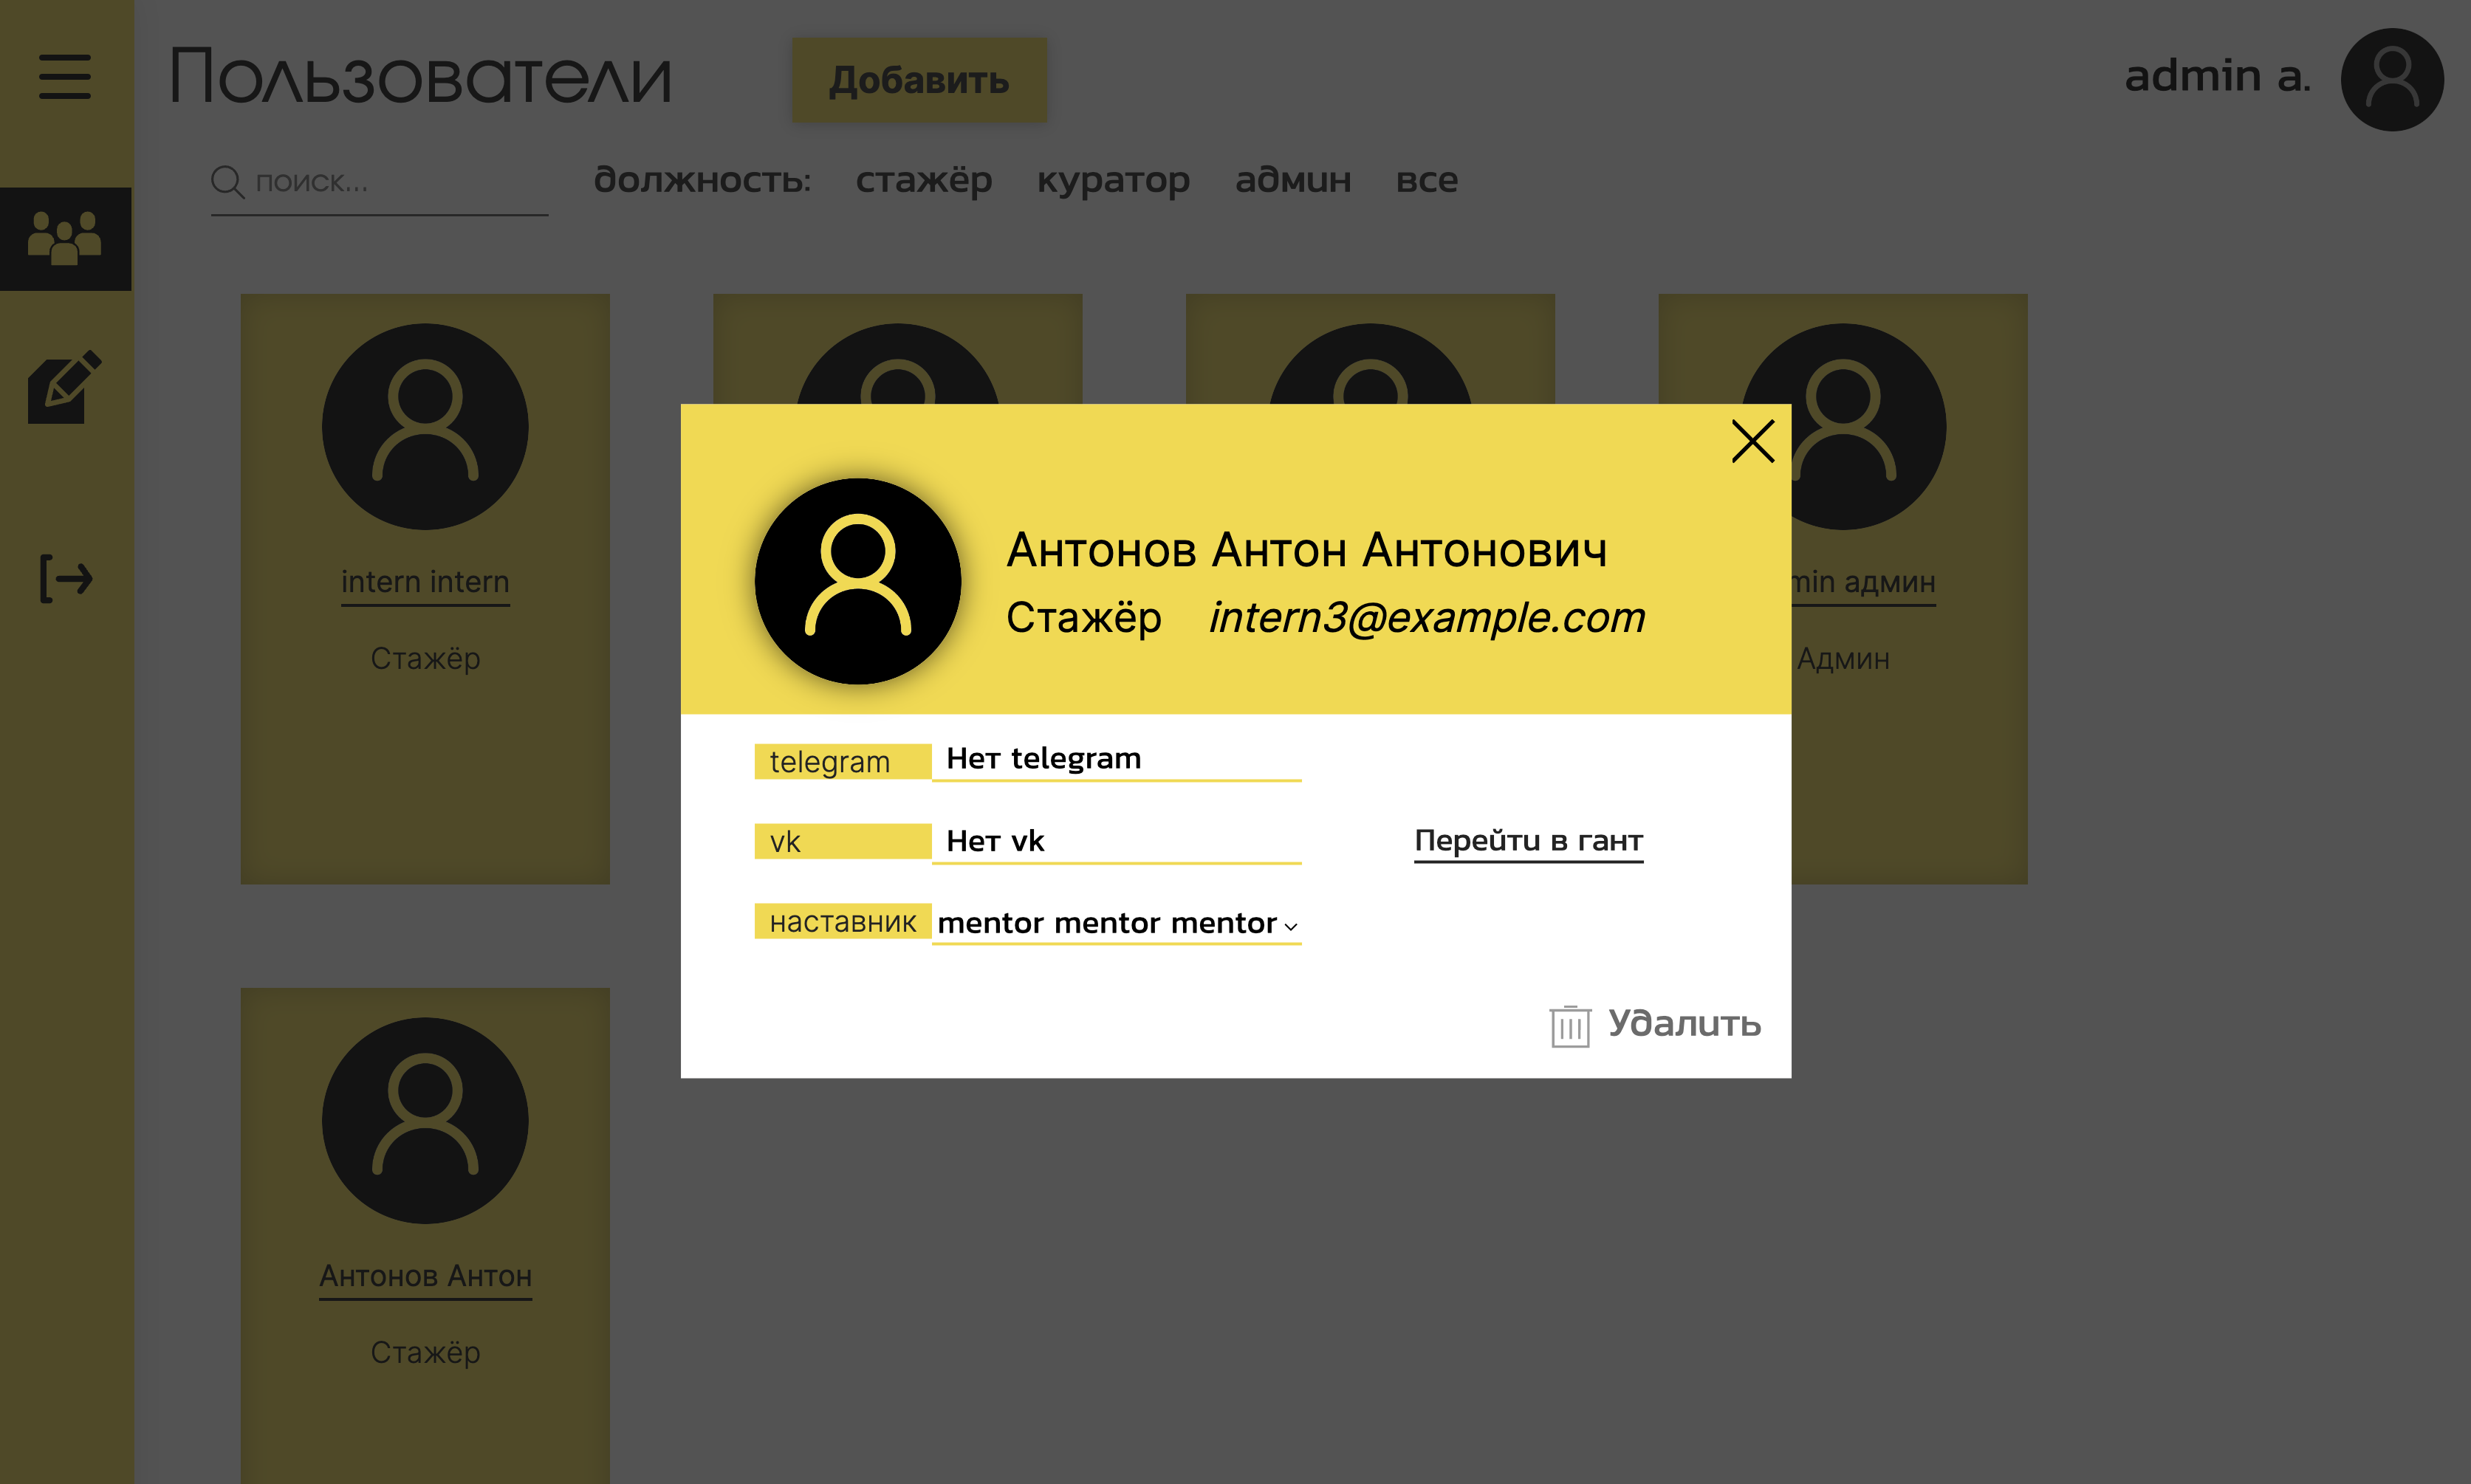 Пользователи
Добавить
admin a.
поиск...
должность: стажёр куратор админ все
intern intern
Стажёр
админ
Админ
Антонов Антон Антонович
Стажёр intern3@example.com
telegram Нет telegram
vk Нет vk
Перейти в гант
наставник mentor mentor mentor
Удалить
Антонов Антон
Стажёр